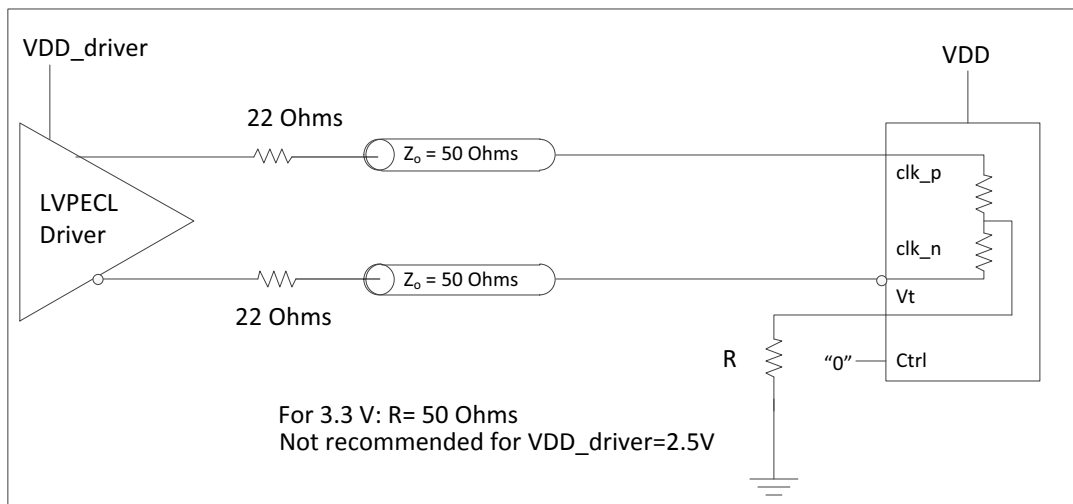 VDD_driver
VDD
22 Ohms
Zo = 50 Ohms
clk_p
LVPECL
Driver
clk_n
Zo = 50 Ohms
Vt
22 Ohms
R
“0”
Ctrl
For 3.3 V: R= 50 Ohms
Not recommended for VDD_driver=2.5V